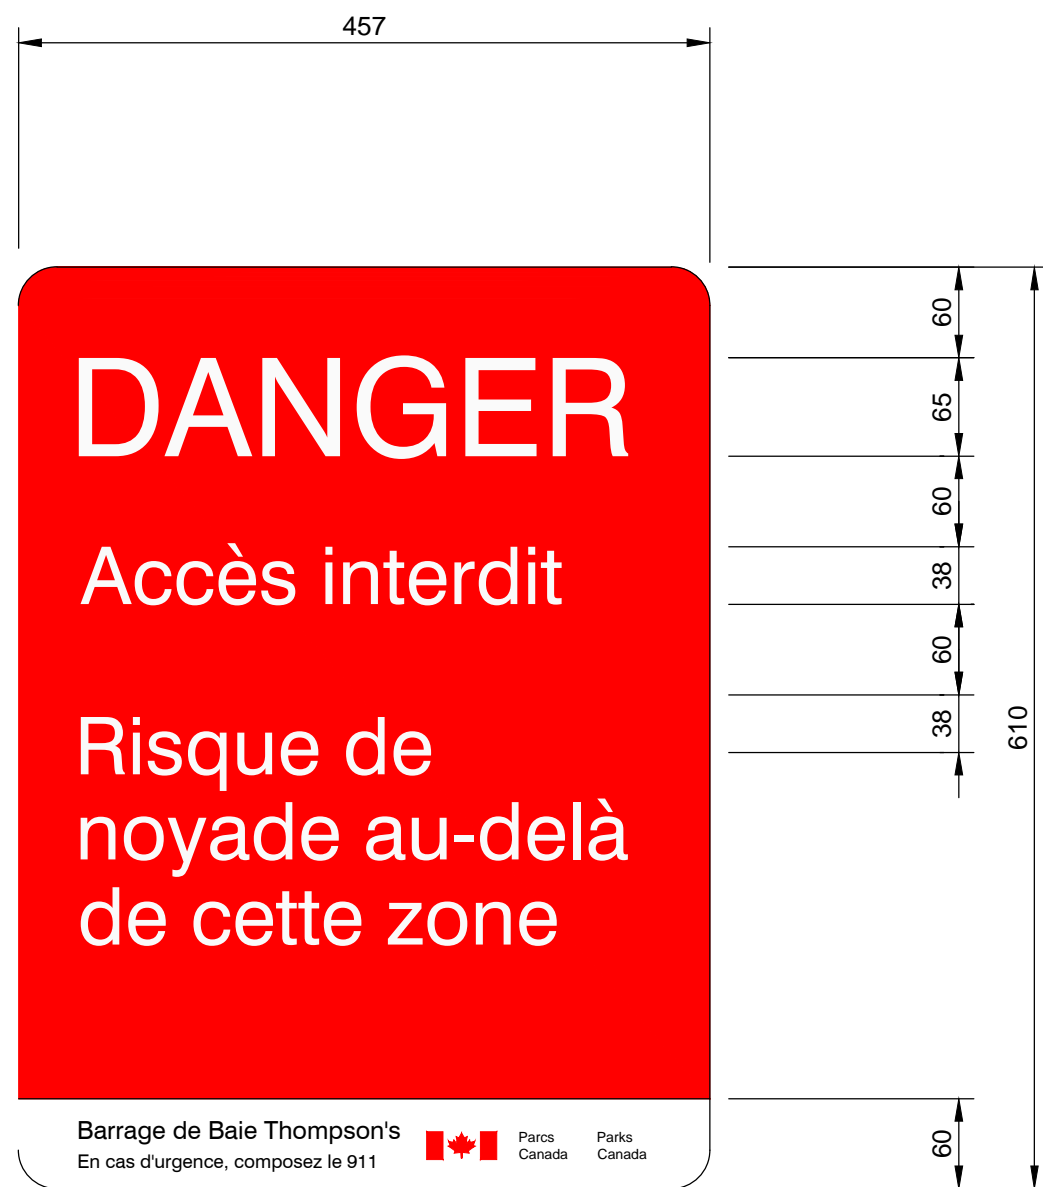 457
60
DANGER
65
60
Accès interdit
38
60
Risque de
38
610
noyade au-delà
de cette zone
Barrage de Baie Thompson's
En cas d'urgence, composez le 911
Parcs
Canada
Parks
Canada
60